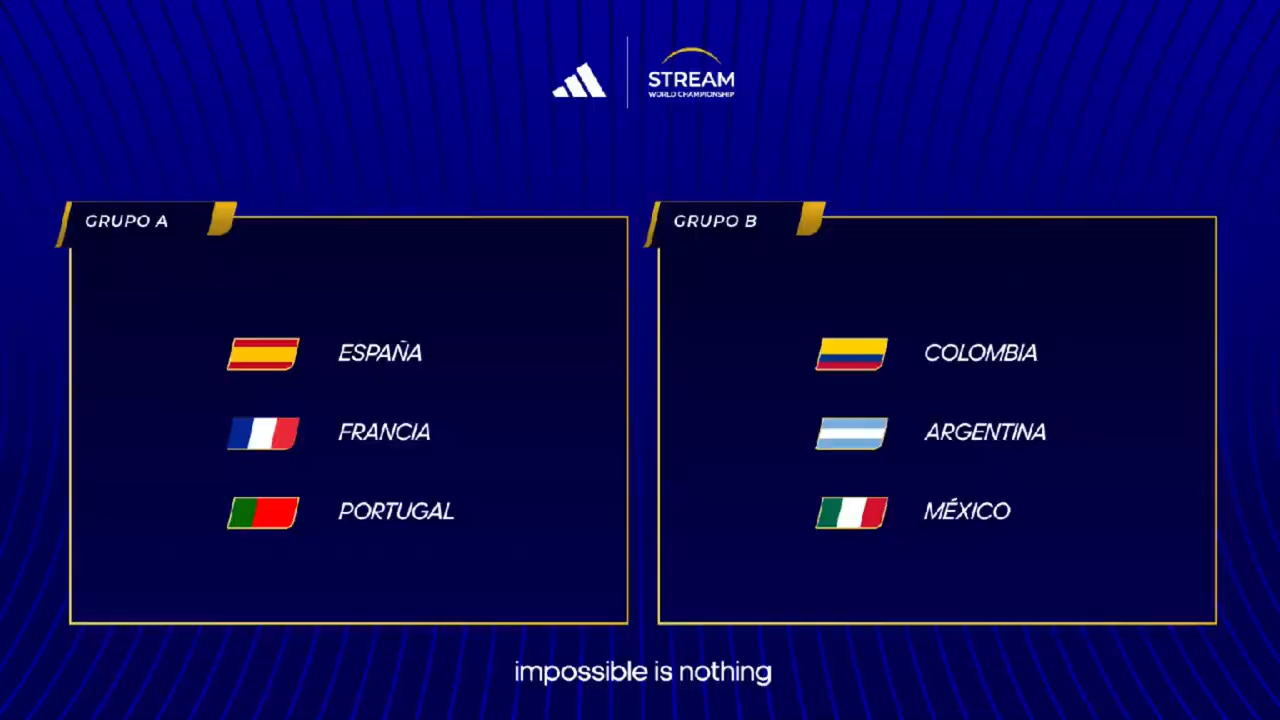 STREAM
WORLD CHAMPIONSHIP
GRUPO A
ESPAÑA
FRANCIA
PORTUGAL
GRUPO B
COLOMBIA
ARGENTINA
MÉXICO
impossible is nothing